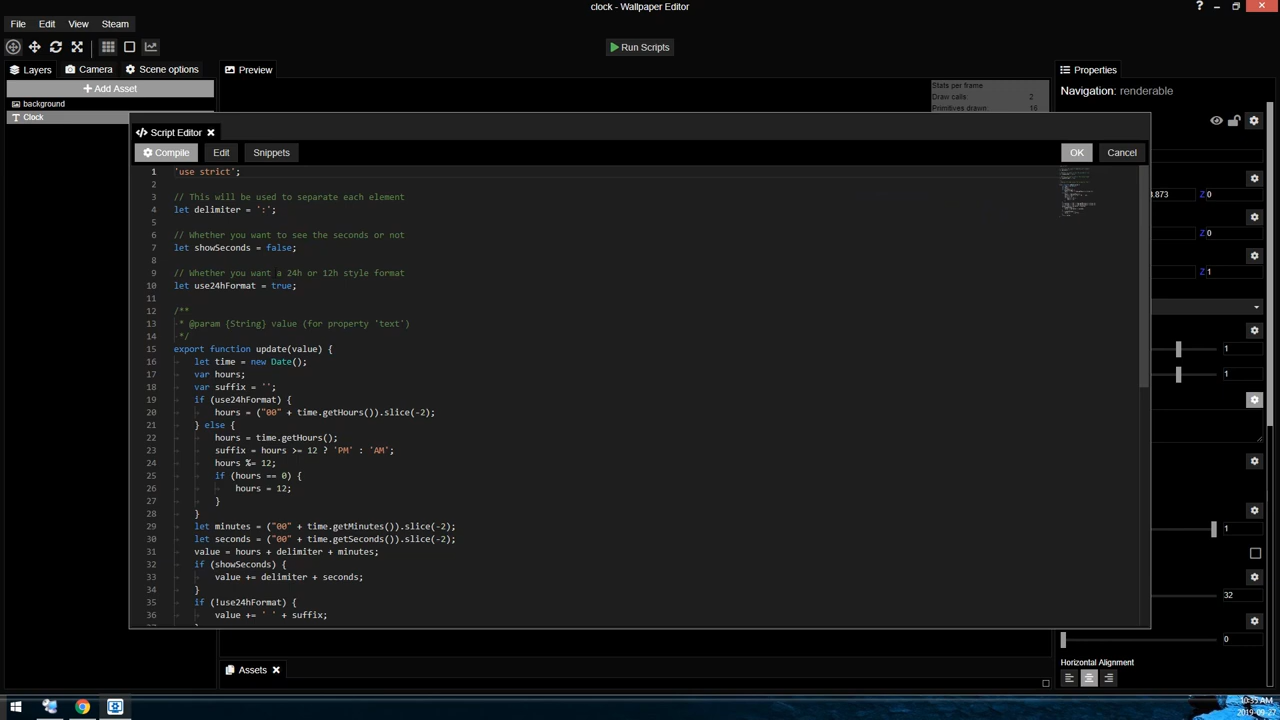 clock - Wallpaper Editor
File Edit View Steam
Run Scripts
Layers Camera Scene options
Preview
Properties
Add Asset
background
Clock
Stats per frame
Draw calls: 2
Primitives drawn: 16
Navigation: renderable
Script Editor
Compile Edit Snippets OK Cancel
1 'use strict';
2
3 // This will be used to separate each element
4 let delimiter = ':';
5
6 // Whether you want to see the seconds or not
7 let showSeconds = false;
8
9 // Whether you want a 24h or 12h style format
10 let use24hFormat = true;
11
12 /**
13 * @param {String} value (for property 'text')
14 */
15 export function update(value) {
16 let time = new Date();
17 var hours;
18 var suffix = '';
19 if (use24hFormat) {
20 hours = ("00" + time.getHours()).slice(-2);
21 } else {
22 hours = time.getHours();
23 suffix = hours >= 12 ? 'PM' : 'AM';
24 hours %= 12;
25 if (hours == 0) {
26 hours = 12;
27 }
28 }
29 let minutes = ("00" + time.getMinutes()).slice(-2);
30 let seconds = ("00" + time.getSeconds()).slice(-2);
31 value = hours + delimiter + minutes;
32 if (showSeconds) {
33 value += delimiter + seconds;
34 }
35 if (!use24hFormat) {
36 value += ' ' + suffix;
.873 Z 0
Z 0
Z 1
1
1
1
32
0
Horizontal Alignment
Assets
10:35 AM
2019-09-27